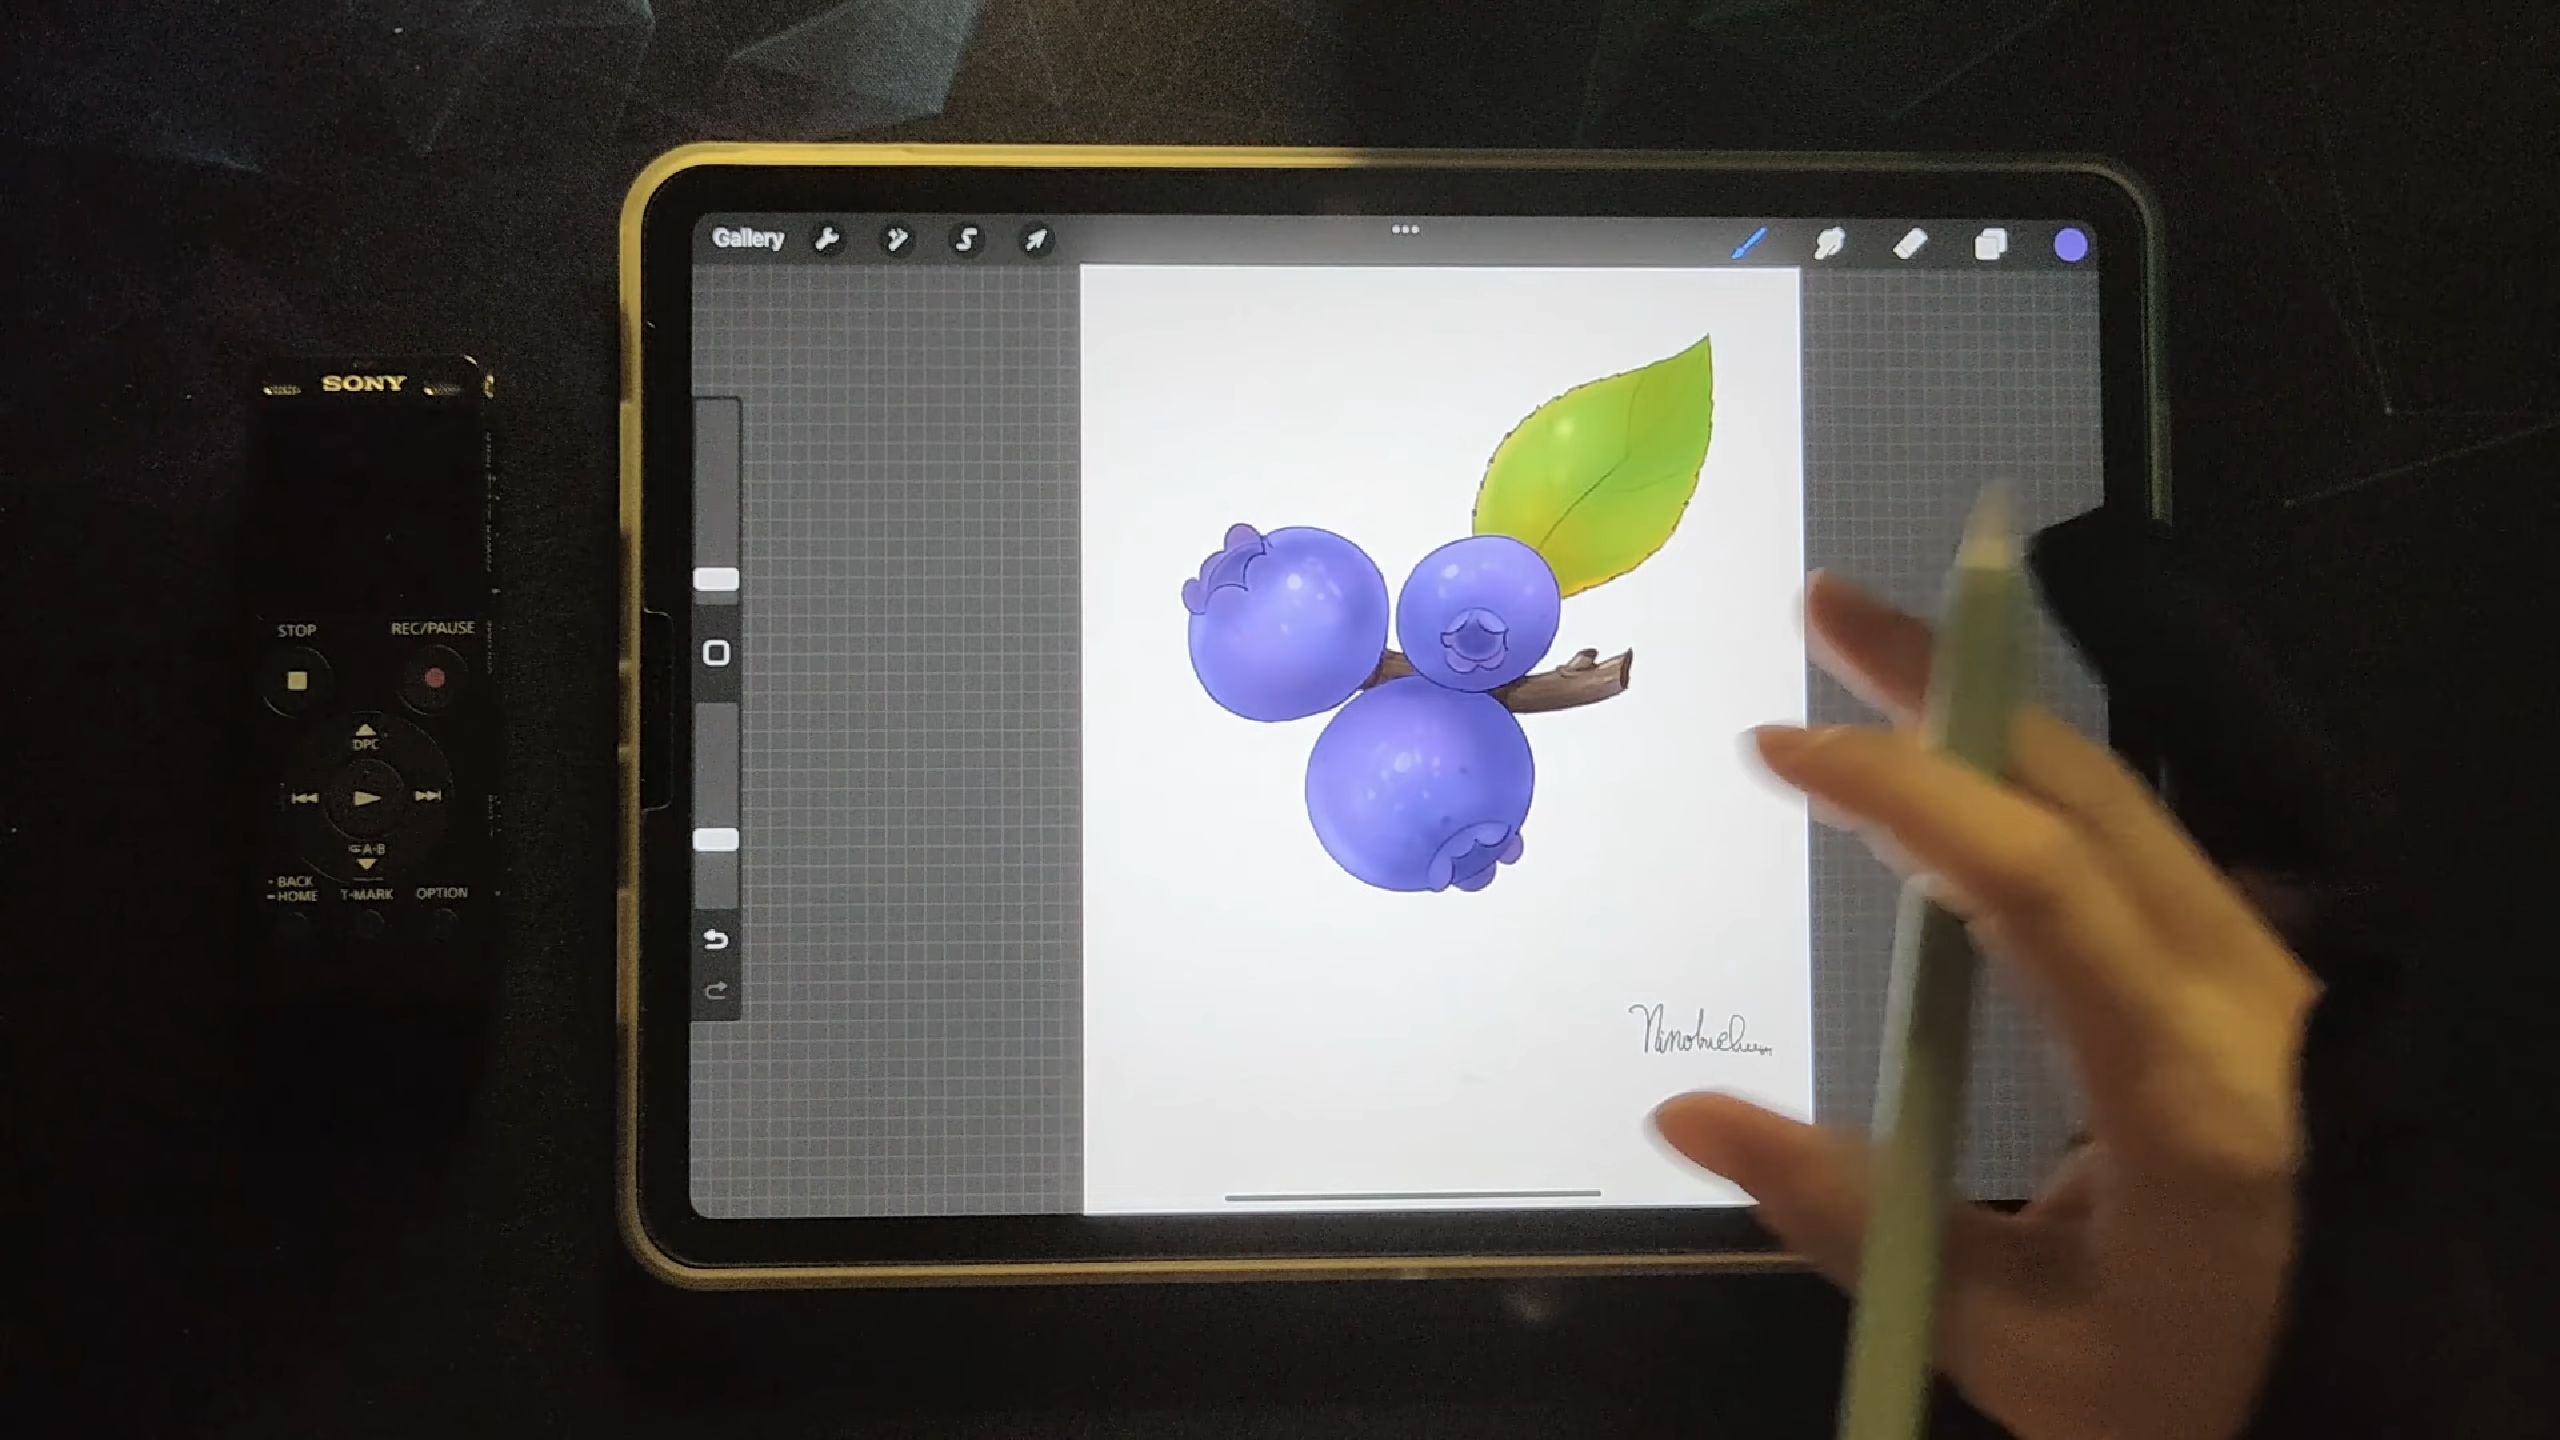 SONY
STOP REC/PAUSE
DPC
A-B
BACK
HOME T-MARK OPTION
Gallery